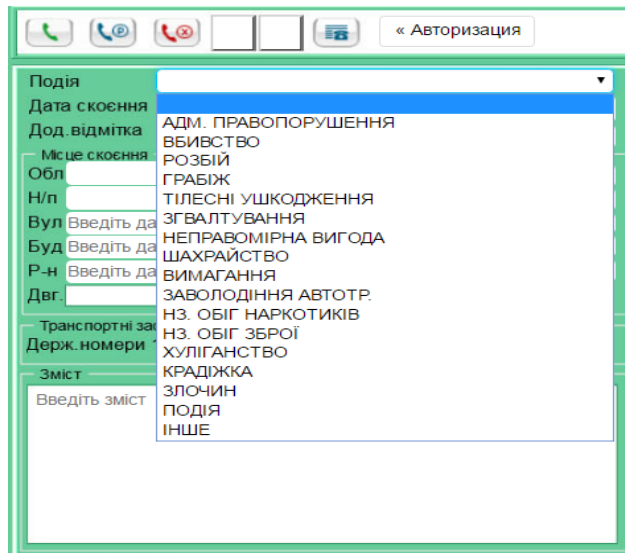 « Авторизация
Подія
Дата скоєння
Дод.відмітка
Місце скоєння
Обл
Н/п
Вул Введіть да
Буд Введіть да
Р-н Введіть да
Двг.
Транспортні зас
Держ.номери
Зміст
Введіть зміст
АДМ. ПРАВОПОРУШЕННЯ
ВБИВСТВО
РОЗБІЙ
ГРАБІЖ
ТІЛЕСНІ УШКОДЖЕННЯ
ЗГВАЛТУВАННЯ
НЕПРАВОМІРНА ВИГОДА
ШАХРАЙСТВО
ВИМАГАННЯ
ЗАВОЛОДІННЯ АВТОТР.
НЗ. ОБІГ НАРКОТИКІВ
НЗ. ОБІГ ЗБРОЇ
ХУЛІГАНСТВО
КРАДІЖКА
ЗЛОЧИН
ПОДІЯ
ІНШЕ